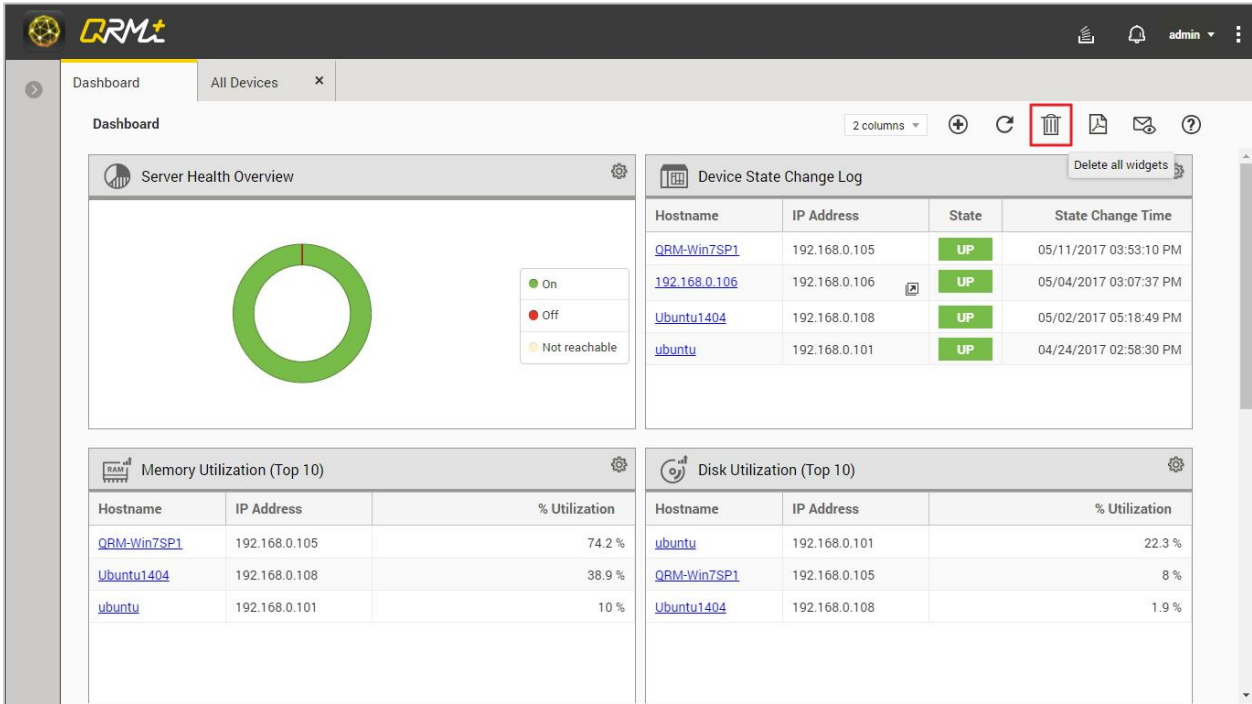 QRM+
admin
Dashboard All Devices ×
Dashboard 2 columns
Delete all widgets
Server Health Overview
On
Off
Not reachable
Device State Change Log
Hostname IP Address State State Change Time
QRM-Win7SP1 192.168.0.105 UP 05/11/2017 03:53:10 PM
192.168.0.106 192.168.0.106 UP 05/04/2017 03:07:37 PM
Ubuntu1404 192.168.0.108 UP 05/02/2017 05:18:49 PM
ubuntu 192.168.0.101 UP 04/24/2017 02:58:30 PM
RAM Memory Utilization (Top 10)
Hostname IP Address % Utilization
QRM-Win7SP1 192.168.0.105 74.2 %
Ubuntu1404 192.168.0.108 38.9 %
ubuntu 192.168.0.101 10 %
Disk Utilization (Top 10)
Hostname IP Address % Utilization
ubuntu 192.168.0.101 22.3 %
QRM-Win7SP1 192.168.0.105 8 %
Ubuntu1404 192.168.0.108 1.9 %